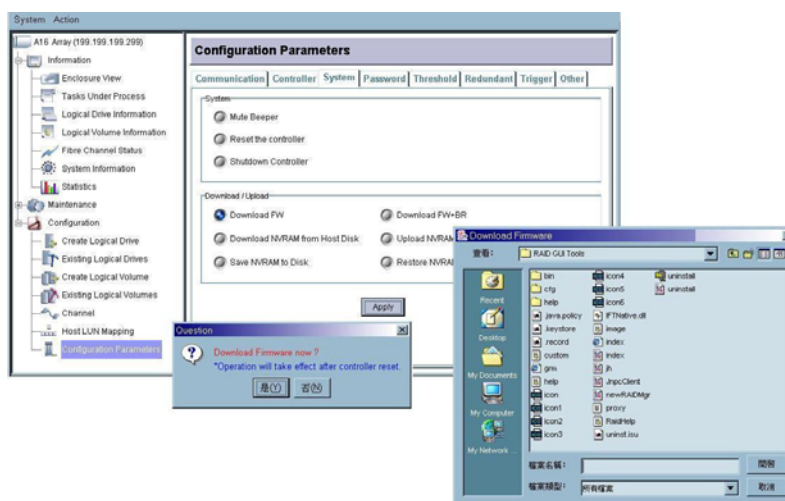 System Action
A16 Array (199.199.199.299)
Information
Enclosure View
Tasks Under Process
Logical Drive Information
Logical Volume Information
Fibre Channel Status
System Information
Statistics
Maintenance
Configuration
Create Logical Drive
Existing Logical Drives
Create Logical Volume
Existing Logical Volumes
Channel
Host LUN Mapping
Configuration Parameters
Configuration Parameters
Communication Controller System Password Threshold Redundant Trigger Other
System
Mute Beeper
Reset the controller
Shutdown Controller
Download / Upload
Download FW
Download FW+BR
Download NVRAM from Host Disk
Upload NVRAM
Save NVRAM to Disk
Restore NVRA
Apply
Question
Download Firmware now ?
*Operation will take effect after controller reset.
是(Y) 否(N)
Download Firmware
查看:
RAID GUI Tools
Recent
Desktop
My Documents
My Computer
My Network ...
bin
cfg
help
.java.policy
.keystore
.record
custom
grm
help
icon
icon1
icon2
icon3
icon4
icon5
icon6
IFTNative.dll
image
index
index
jh
JnpcClient
newRAIDMgr
proxy
RaidHelp
uninst.isu
uninstall
uninstall
檔案名稱:
開啟
檔案類型:
所有檔案
取消